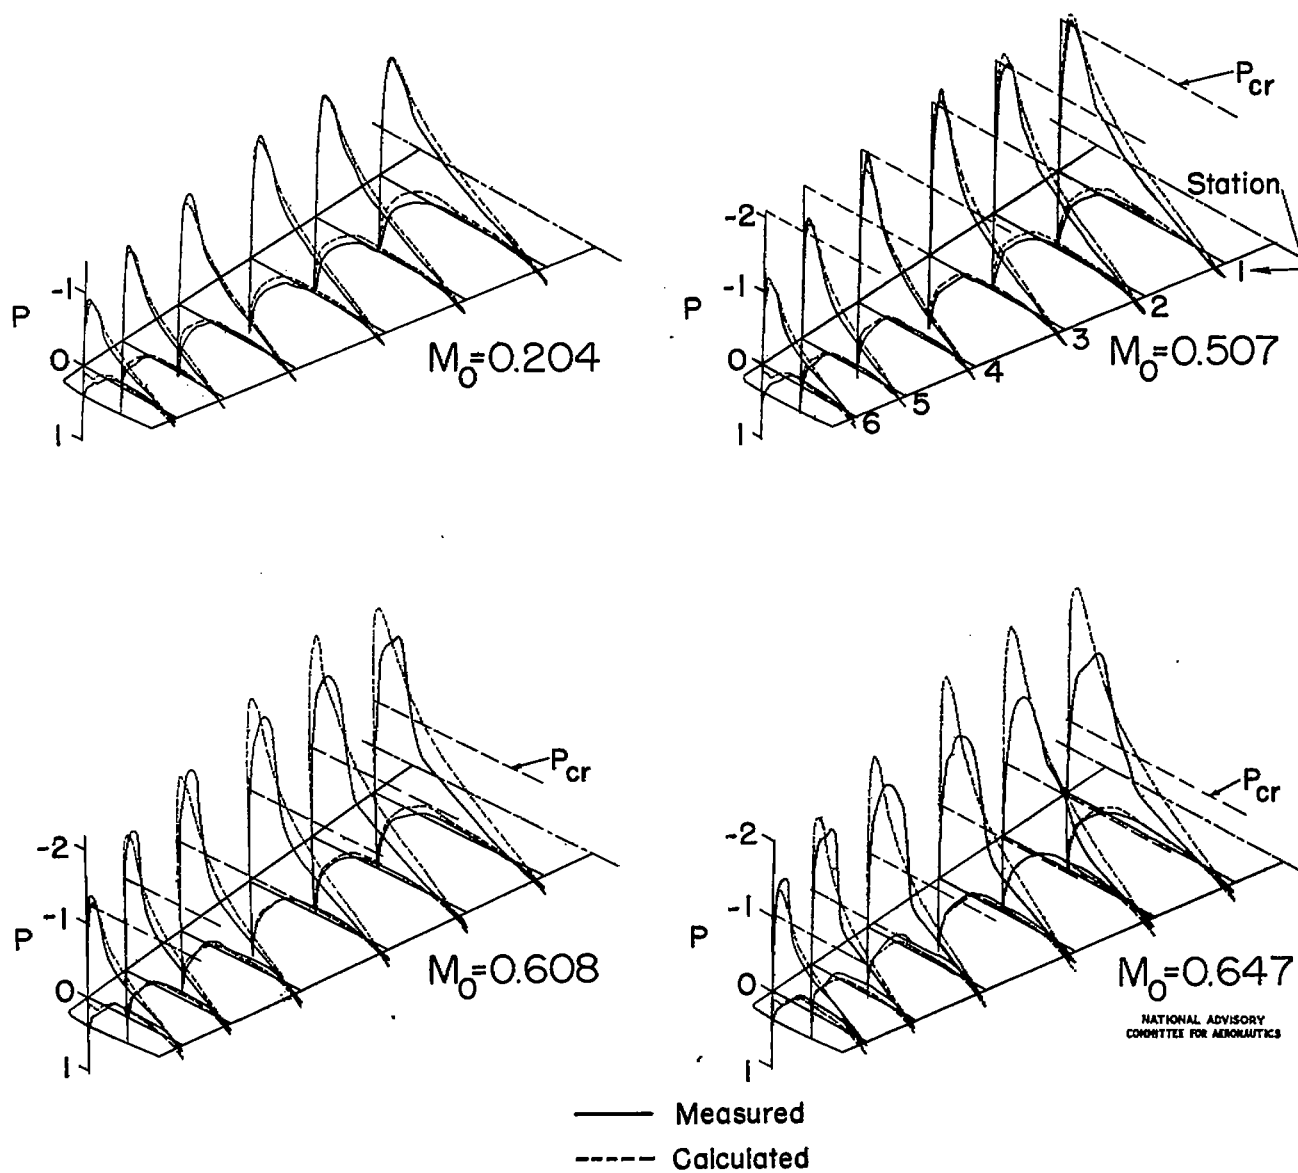 -1
P
0
1
M₀=0.204
Pcr
Station
-2
-1
P
0
1
1
2
3
4
5
6
M₀=0.507
Pcr
-2
-1
P
0
1
M₀=0.608
Pcr
-2
-1
P
0
1
M₀=0.647
NATIONAL ADVISORY
COMMITTEE FOR AERONAUTICS
Measured
Calculated